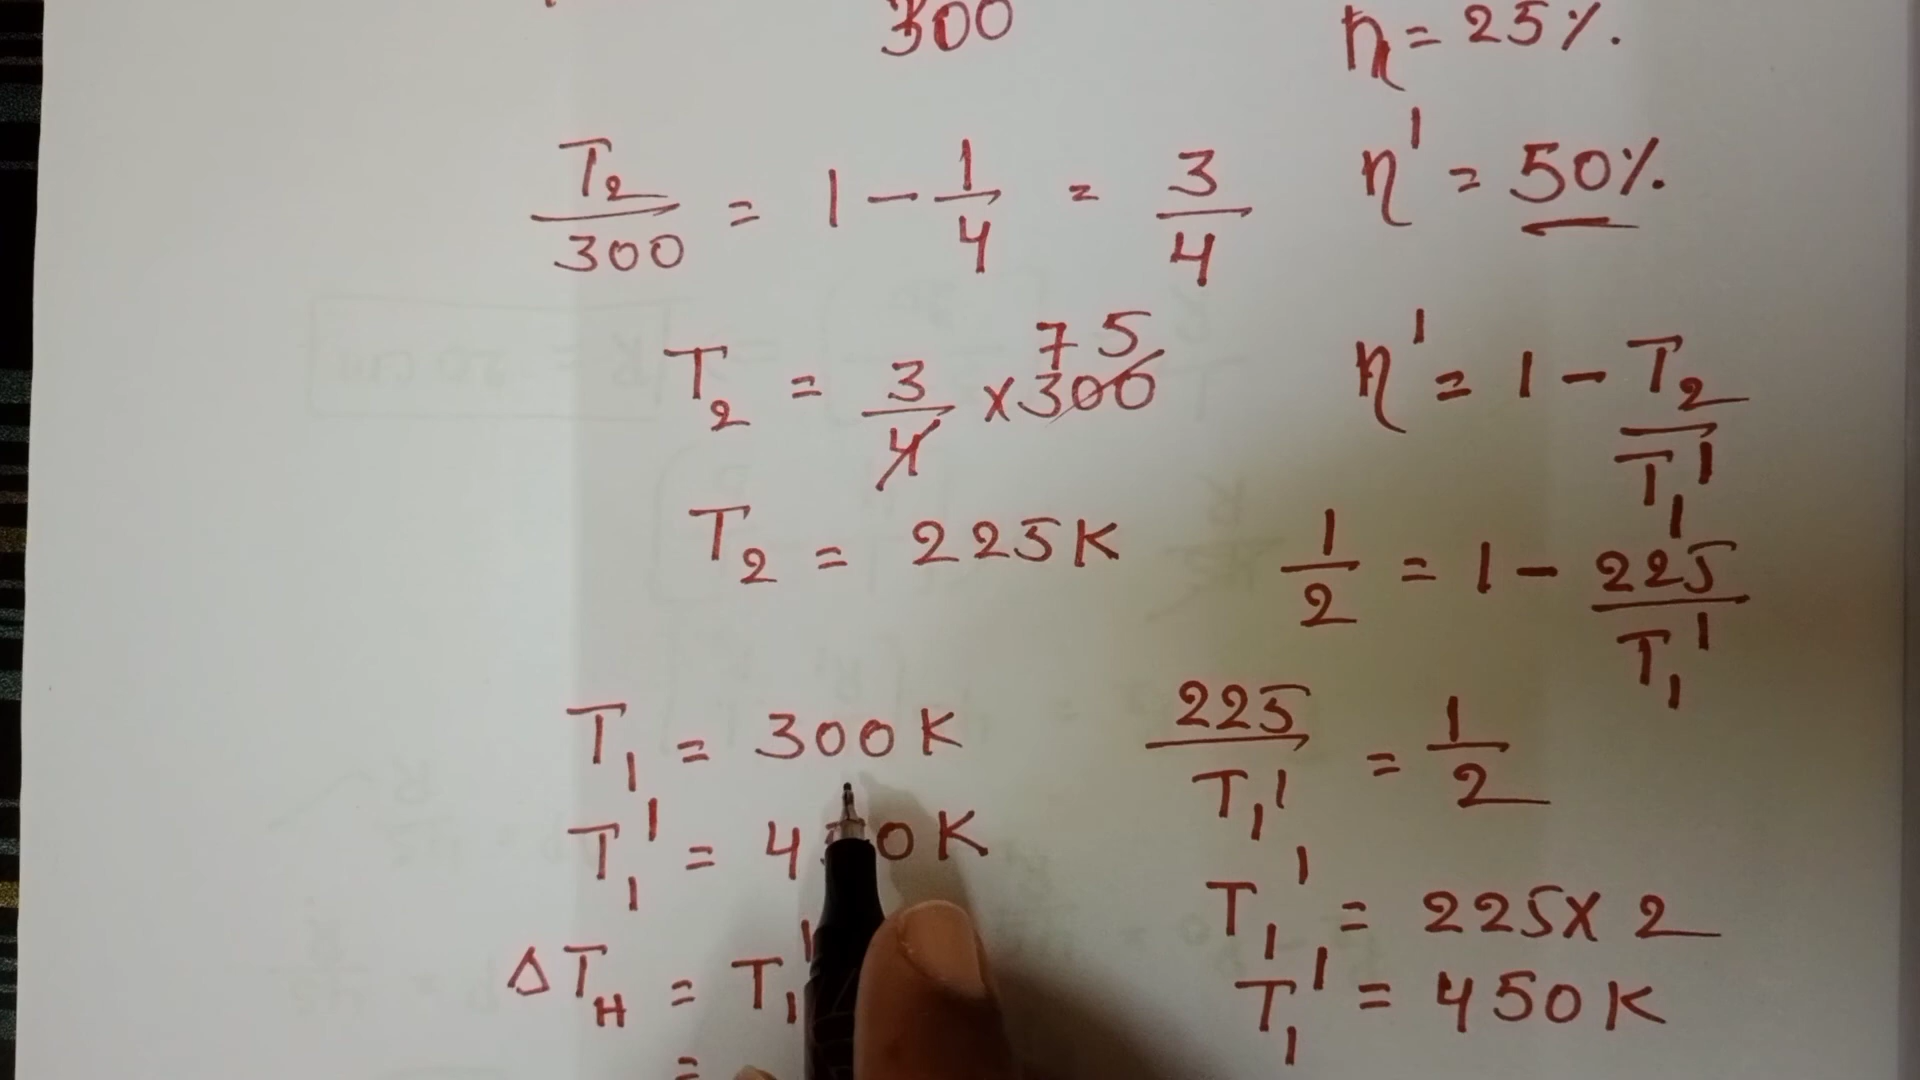 300
η = 25%.
T₂/300 = 1 - 1/4 = 3/4
η' = 50%.
T₂ = 3/4 × 300 75
η' = 1 - T₂/T₁'
T₂ = 225K
1/2 = 1 - 225/T₁'
T₁ = 300K
225/T₁' = 1/2
T₁' = 4 0K
T₁' = 225 × 2
ΔT_H = T₁'
T₁' = 450K
=